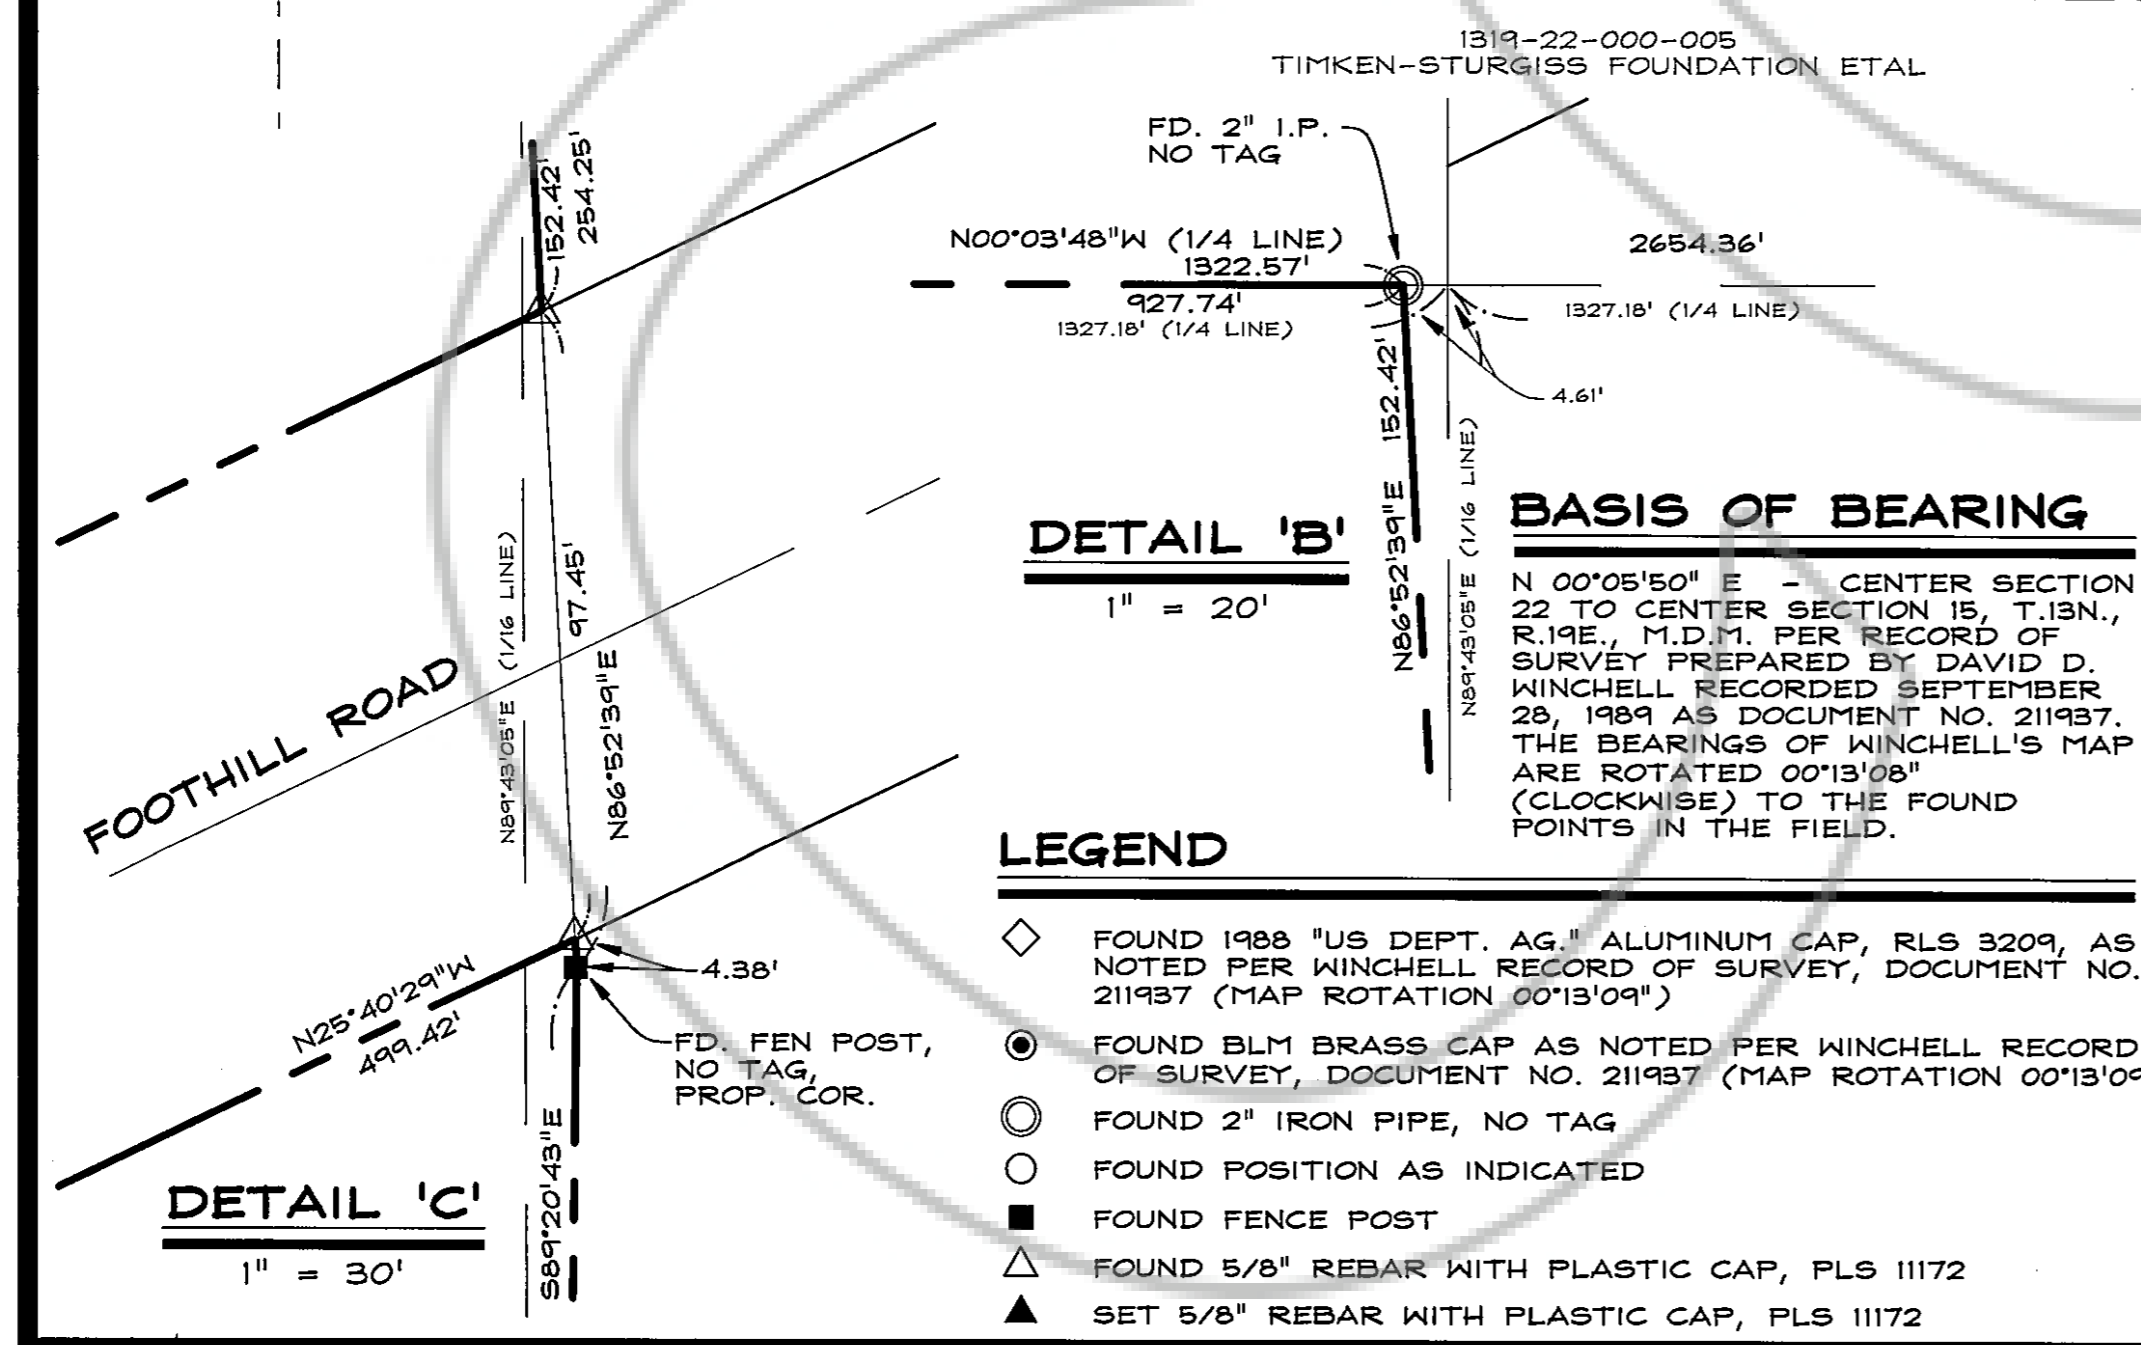 1319-22-000-005
TIMKEN-STURGISS FOUNDATION ETAL
FD. 2" I.P.
NO TAG
N00°03'48"W (1/4 LINE)
1322.57'
927.74'
1327.18' (1/4 LINE)
2654.36'
1327.18' (1/4 LINE)
4.61'
N86°52'39"E 152.42'
N89°43'05"E (1/16 LINE)
DETAIL 'B'
1" = 20'
152.42'
254.25'
97.45'
N86°52'39"E
N89°43'05"E (1/16 LINE)
FOOTHILL ROAD
4.38'
N25°40'29"W
499.42'
FD. FEN POST,
NO TAG,
PROP. COR.
S89°20'43"E
DETAIL 'C'
1" = 30'
BASIS OF BEARING
N 00°05'50" E - CENTER SECTION
22 TO CENTER SECTION 15, T.13N.,
R.19E., M.D.M. PER RECORD OF
SURVEY PREPARED BY DAVID D.
WINCHELL RECORDED SEPTEMBER
28, 1989 AS DOCUMENT NO. 211937.
THE BEARINGS OF WINCHELL'S MAP
ARE ROTATED 00°13'08"
(CLOCKWISE) TO THE FOUND
POINTS IN THE FIELD.
LEGEND
FOUND 1988 "US DEPT. AG." ALUMINUM CAP, RLS 3209, AS
NOTED PER WINCHELL RECORD OF SURVEY, DOCUMENT NO.
211937 (MAP ROTATION 00°13'09")
FOUND BLM BRASS CAP AS NOTED PER WINCHELL RECORD
OF SURVEY, DOCUMENT NO. 211937 (MAP ROTATION 00°13'09
FOUND 2" IRON PIPE, NO TAG
FOUND POSITION AS INDICATED
FOUND FENCE POST
FOUND 5/8" REBAR WITH PLASTIC CAP, PLS 11172
SET 5/8" REBAR WITH PLASTIC CAP, PLS 11172